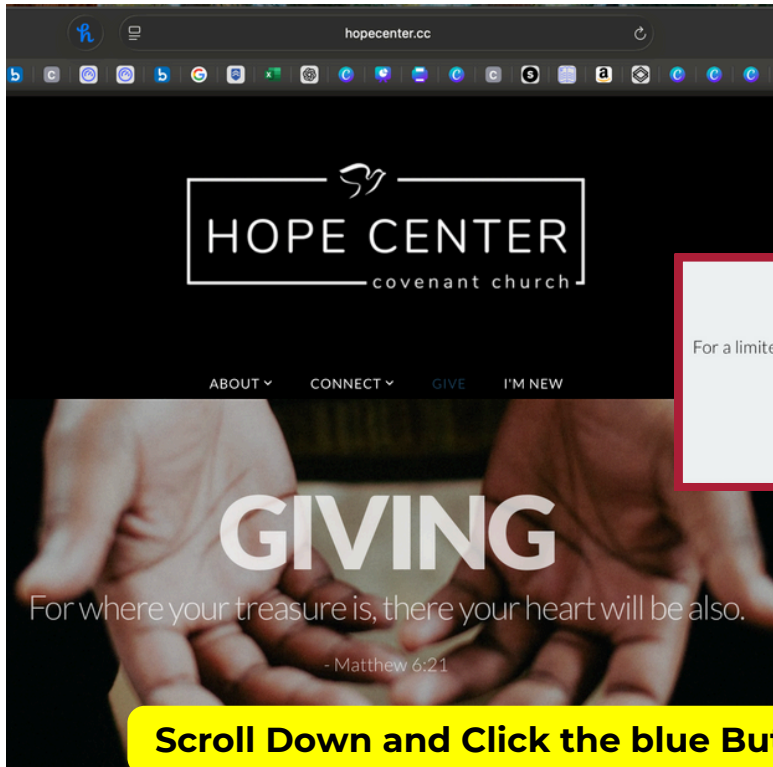 hopecenter.cc
HOPE CENTER
covenant church
For a limite
ABOUT CONNECT GIVE I'M NEW
GIVING
For where your treasure is, there your heart will be also.
- Matthew 6:21
Scroll Down and Click the blue Bu